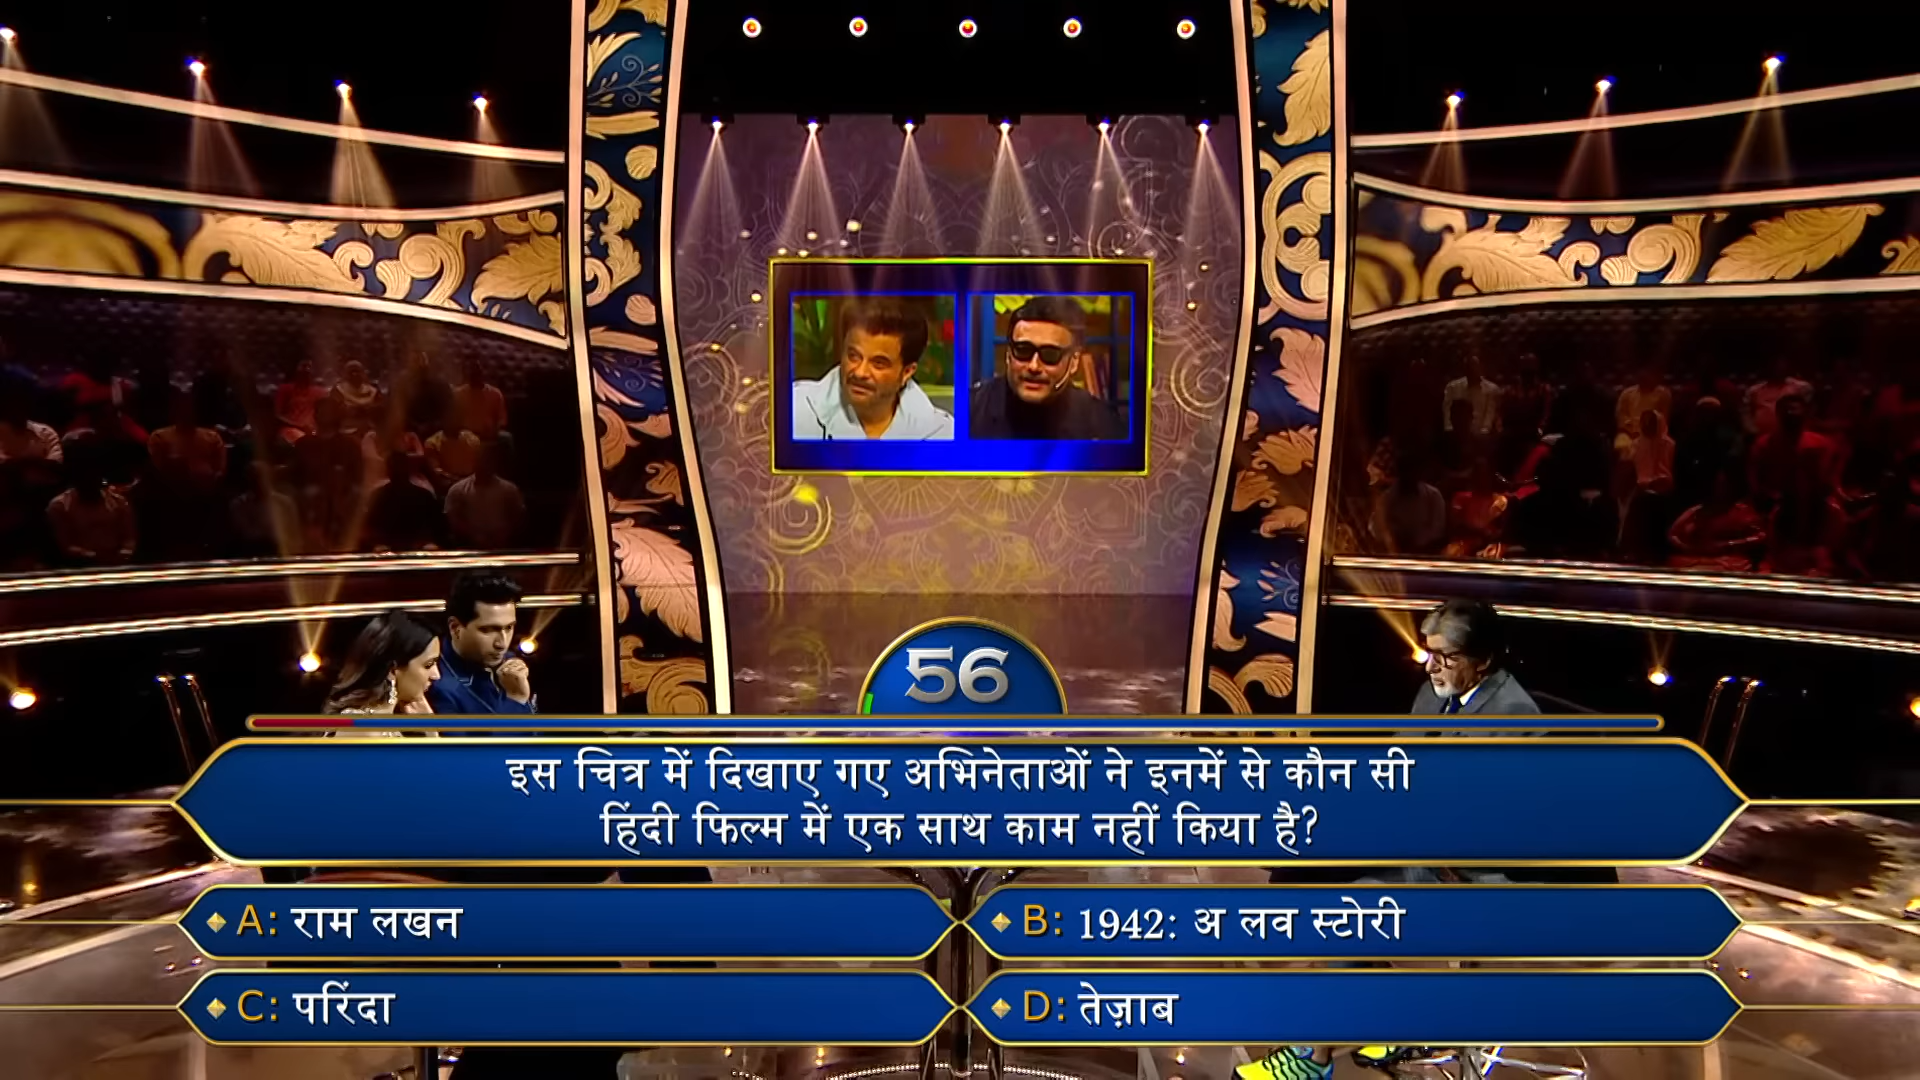 56
इस चित्र में दिखाए गए अभिनेताओं ने इनमें से कौन सी
हिंदी फिल्म में एक साथ काम नहीं किया है?
A: राम लखन
B: 1942: अ लव स्टोरी
C: परिंदा
D: तेज़ाब